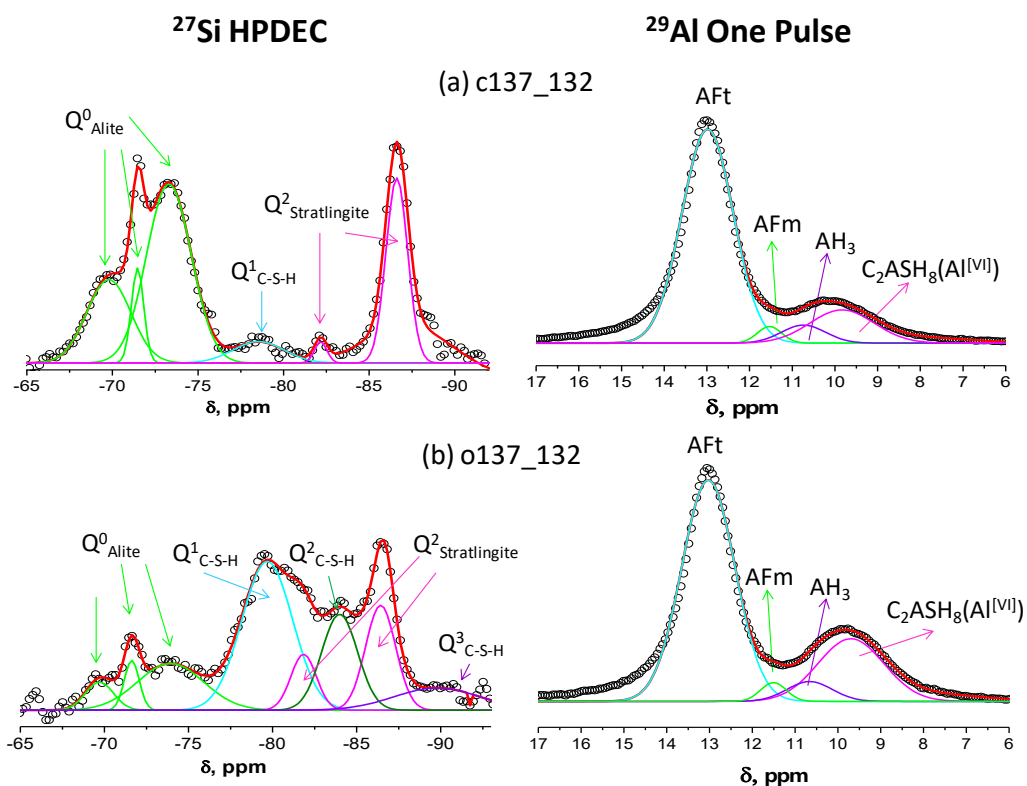 ²⁷Si HPDEC
²⁹Al One Pulse
(a) c137_132
Q⁰Alite
Q¹C-S-H
Q²Stratlingite
-65 -70 -75 -80 -85 -90
δ, ppm
AFt
AFm
AH₃
C₂ASH₈(Al[VI])
17 16 15 14 13 12 11 10 9 8 7 6
δ, ppm
(b) o137_132
Q⁰Alite
Q¹C-S-H
Q²C-S-H
Q²Stratlingite
Q³C-S-H
-65 -70 -75 -80 -85 -90
δ, ppm
AFt
AFm
AH₃
C₂ASH₈(Al[VI])
17 16 15 14 13 12 11 10 9 8 7 6
δ, ppm